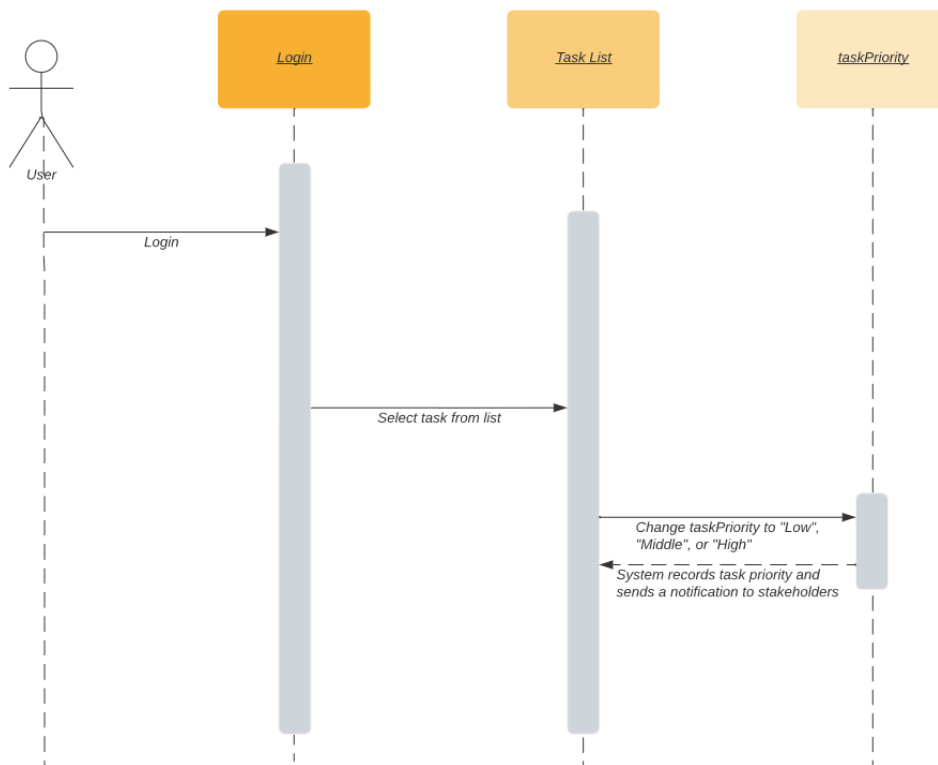 Login
Task List
taskPriority
User
Login
Select task from list
Change taskPriority to "Low",
"Middle", or "High"
System records task priority and
sends a notification to stakeholders